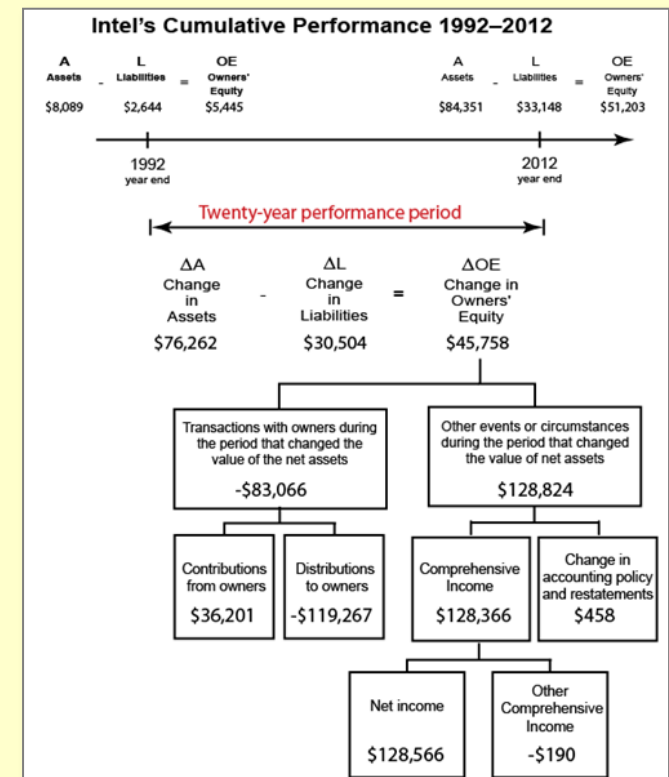 Intel's Cumulative Performance 1992–2012
A L OE A L OE
Assets - Liabilities = Owners' Equity Assets - Liabilities = Owners' Equity
$8,089 $2,644 $5,445 $84,351 $33,148 $51,203
1992 2012
year end year end
Twenty-year performance period
ΔA ΔL ΔOE
Change in Assets - Change in Liabilities = Change in Owners' Equity
$76,262 $30,504 $45,758
Transactions with owners during
the period that changed the
value of the net assets
-$83,066
Other events or circumstances
during the period that changed
the value of net assets
$128,824
Contributions
from owners
$36,201
Distributions
to owners
-$119,267
Comprehensive
Income
$128,366
Change in
accounting policy
and restatements
$458
Net income
$128,566
Other
Comprehensive
Income
-$190